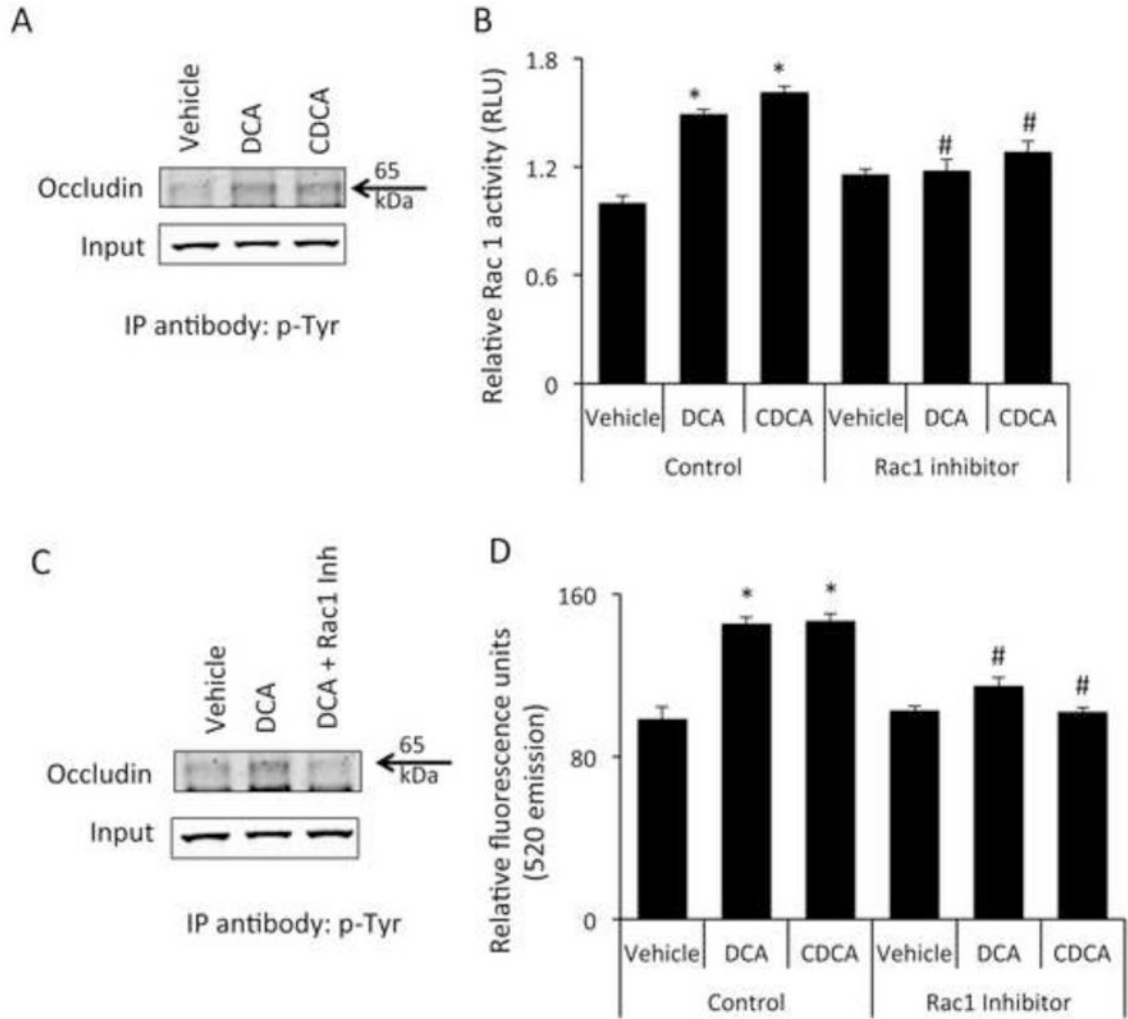 A
Vehicle
DCA
CDCA
Occludin
65
kDa
Input
IP antibody: p-Tyr
B
Relative Rac 1 activity (RLU)
1.8
1.2
0.6
0
*
*
#
#
Vehicle DCA CDCA Vehicle DCA CDCA
Control Rac1 inhibitor
C
Vehicle
DCA
DCA + Rac1 Inh
Occludin
65
kDa
Input
IP antibody: p-Tyr
D
Relative fluorescence units
(520 emission)
160
80
0
*
*
#
#
Vehicle DCA CDCA Vehicle DCA CDCA
Control Rac1 Inhibitor